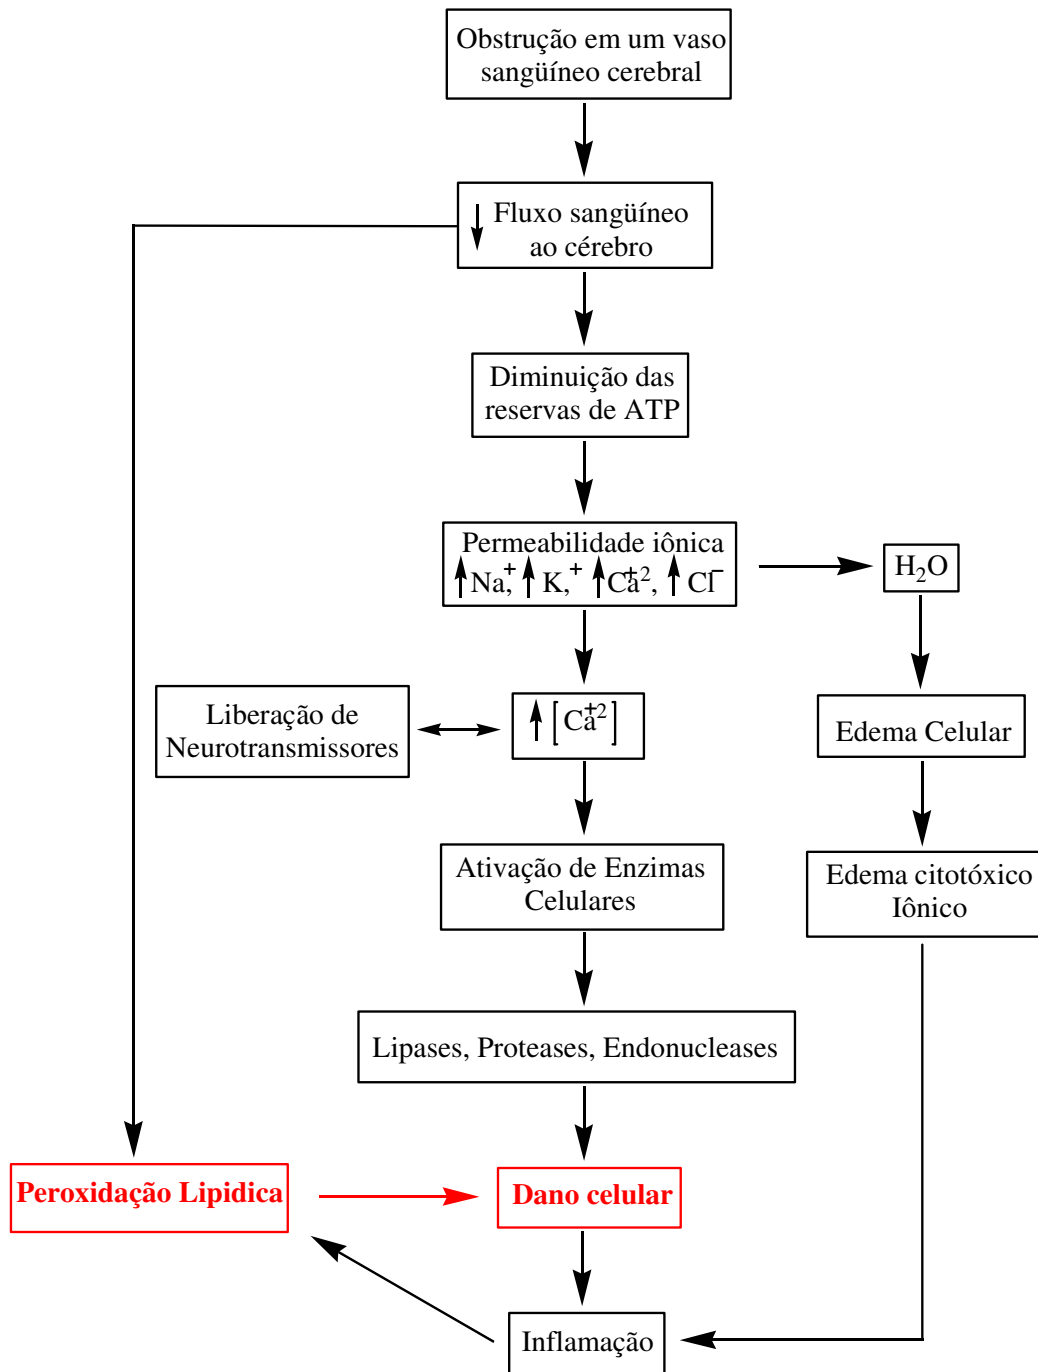 Obstrução em um vaso
sangüíneo cerebral
↓ Fluxo sangüíneo
ao cérebro
Diminuição das
reservas de ATP
Permeabilidade iônica
↑Na,⁺ ↑K,⁺ ↑Ca⁺², ↑Cl⁻
H₂O
Liberação de
Neurotransmissores
↑ [Ca⁺²]
Edema Celular
Ativação de Enzimas
Celulares
Edema citotóxico
Iônico
Lipases, Proteases, Endonucleases
Peroxidação Lipidica
Dano celular
Inflamação